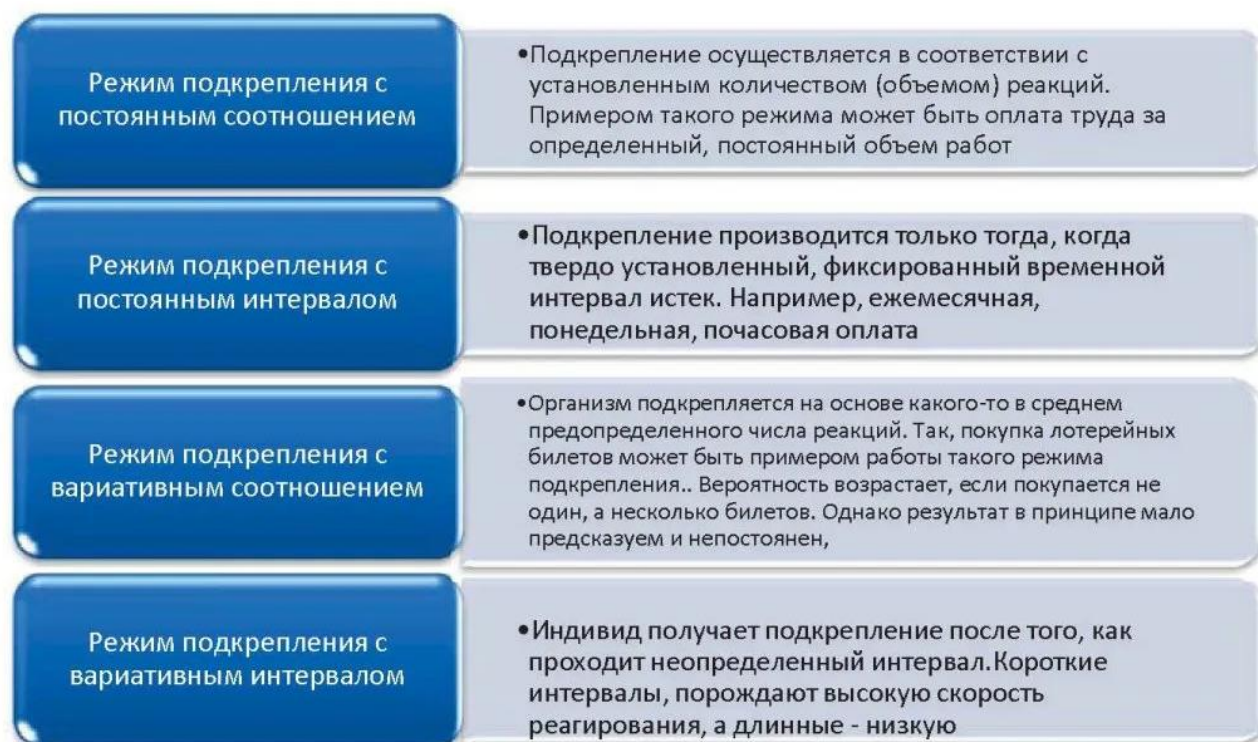 Режим подкрепления с
постоянным соотношением
•Подкрепление осуществляется в соответствии с
установленным количеством (объемом) реакций.
Примером такого режима может быть оплата труда за
определенный, постоянный объем работ
Режим подкрепления с
постоянным интервалом
•Подкрепление производится только тогда, когда
твердо установленный, фиксированный временной
интервал истек. Например, ежемесячная,
понедельная, почасовая оплата
Режим подкрепления с
вариативным соотношением
•Организм подкрепляется на основе какого-то в среднем
предопределенного числа реакций. Так, покупка лотерейных
билетов может быть примером работы такого режима
подкрепления.. Вероятность возрастает, если покупается не
один, а несколько билетов. Однако результат в принципе мало
предсказуем и непостоянен,
Режим подкрепления с
вариативным интервалом
•Индивид получает подкрепление после того, как
проходит неопределенный интервал.Короткие
интервалы, порождают высокую скорость
реагирования, а длинные - низкую